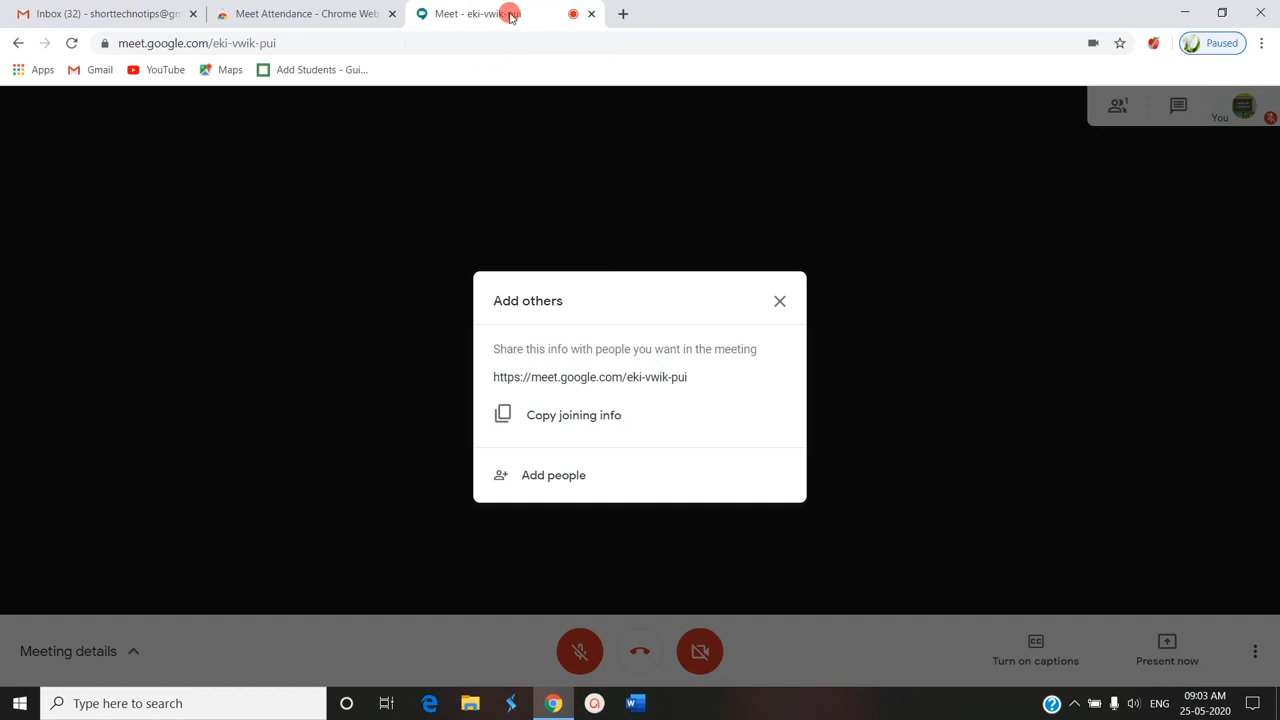 Inbox (32) - shorttechnotips@gm
Meet Attendance - Chrome Web
Meet - eki-vwik-pui
meet.google.com/eki-vwik-pui
Paused
Apps
Gmail
YouTube
Maps
Add Students - Gui...
1
You
Add others
Share this info with people you want in the meeting
https://meet.google.com/eki-vwik-pui
Copy joining info
Add people
Meeting details
Turn on captions
Present now
Type here to search
ENG
09:03 AM
25-05-2020